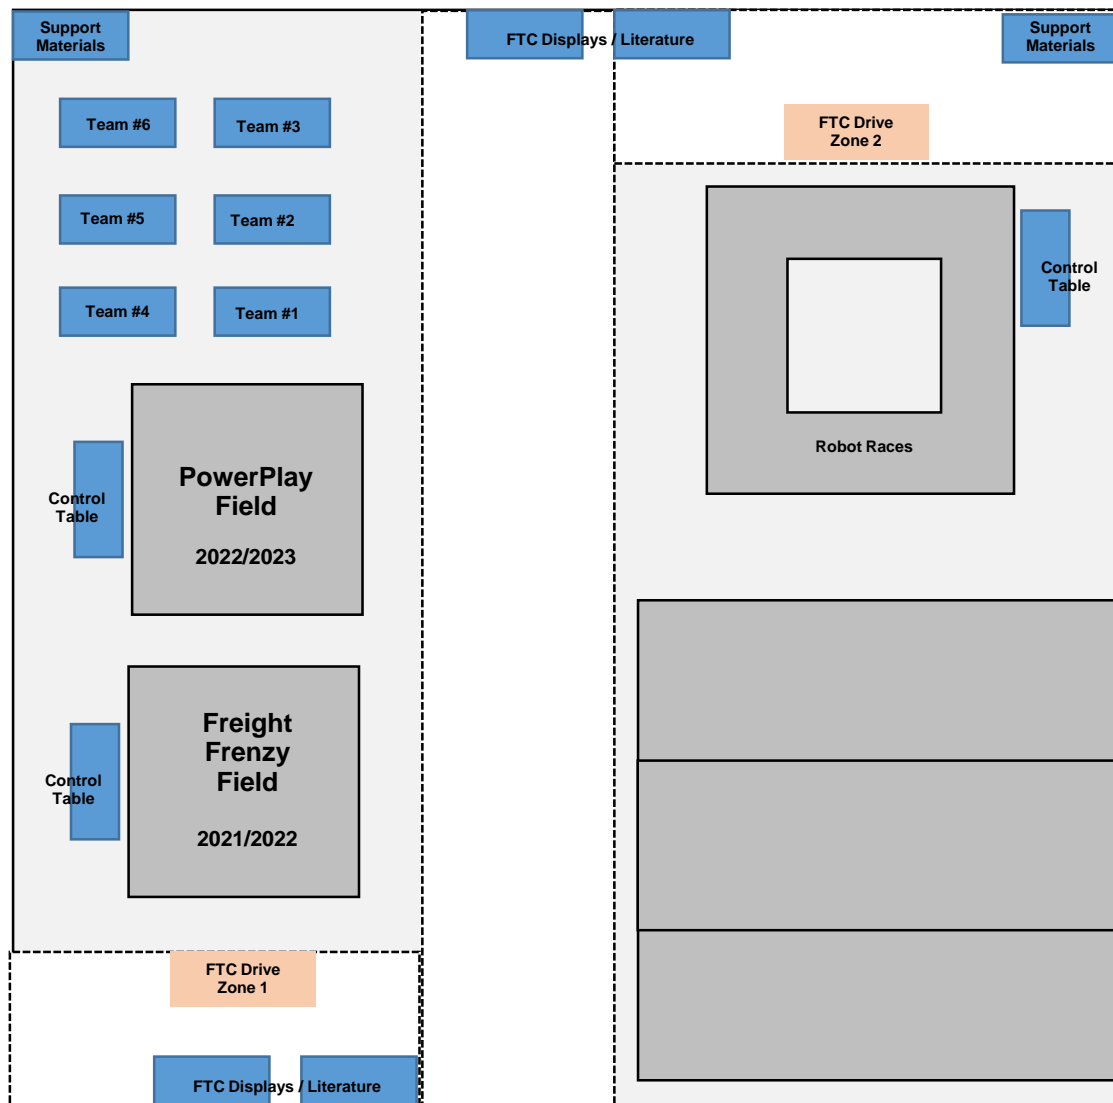 Support
Materials
FTC Displays / Literature
Support
Materials
Team #6
Team #3
FTC Drive
Zone 2
Team #5
Team #2
Control
Table
Team #4
Team #1
Robot Races
PowerPlay
Field
2022/2023
Control
Table
Freight
Frenzy
Field
2021/2022
Control
Table
FTC Drive
Zone 1
FTC Displays / Literature